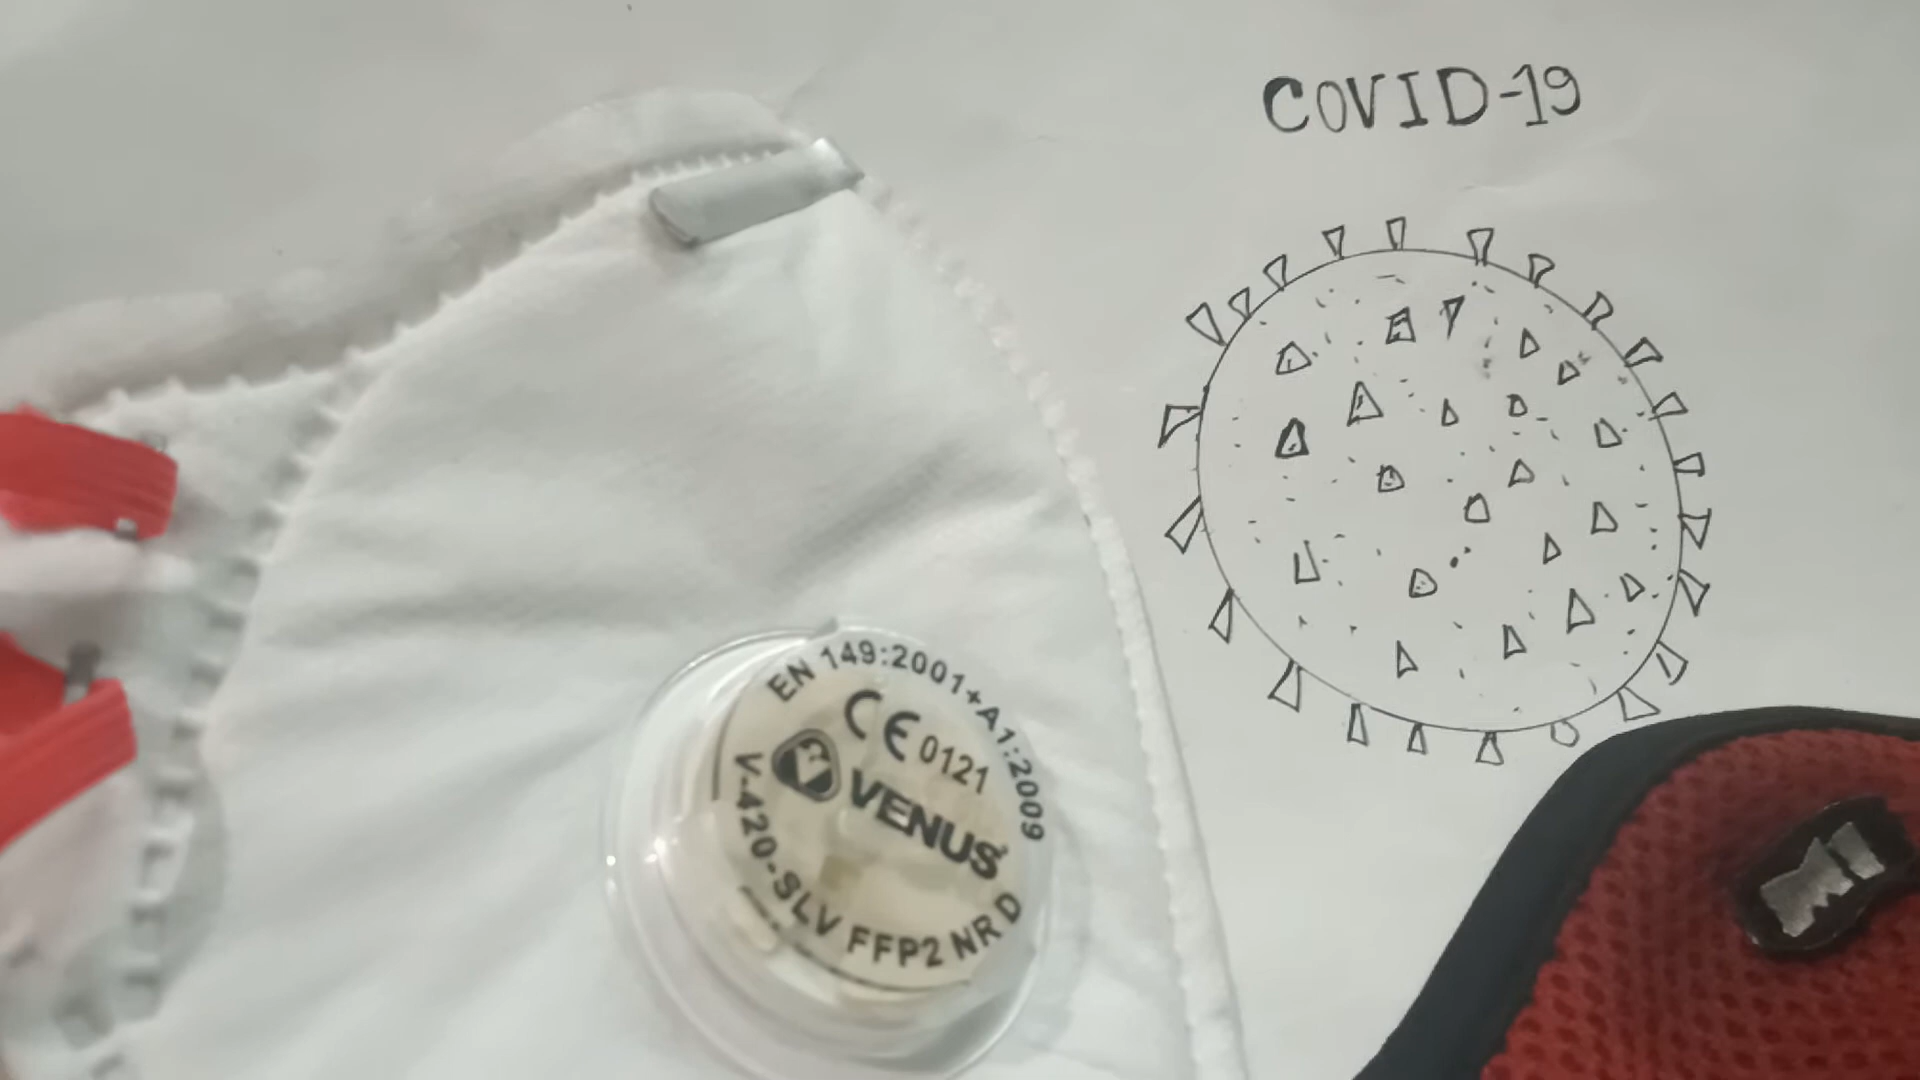 COVID-19
EN 149:2001+A1:2009
CE 0121
VENUS
V-420-SLV FFP2 NR D